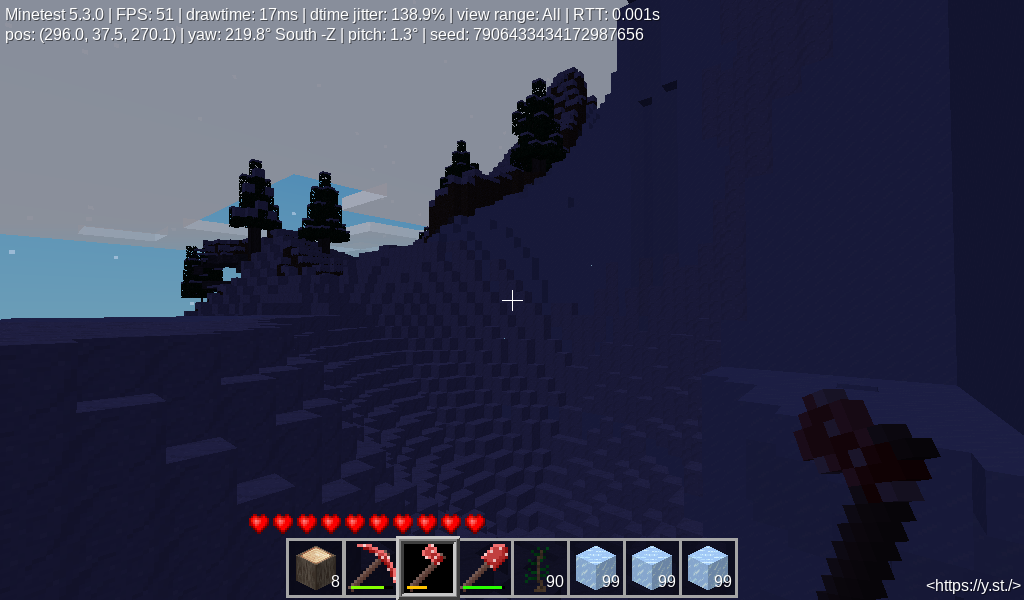 Minetest 5.3.0 | FPS: 51 | drawtime: 17ms | dtime jitter: 138.9% | view range: All | RTT: 0.001s
pos: (296.0, 37.5, 270.1) | yaw: 219.8° South -Z | pitch: 1.3° | seed: 7906433434172987656
8
90
99
99
99
<https://y.st./>